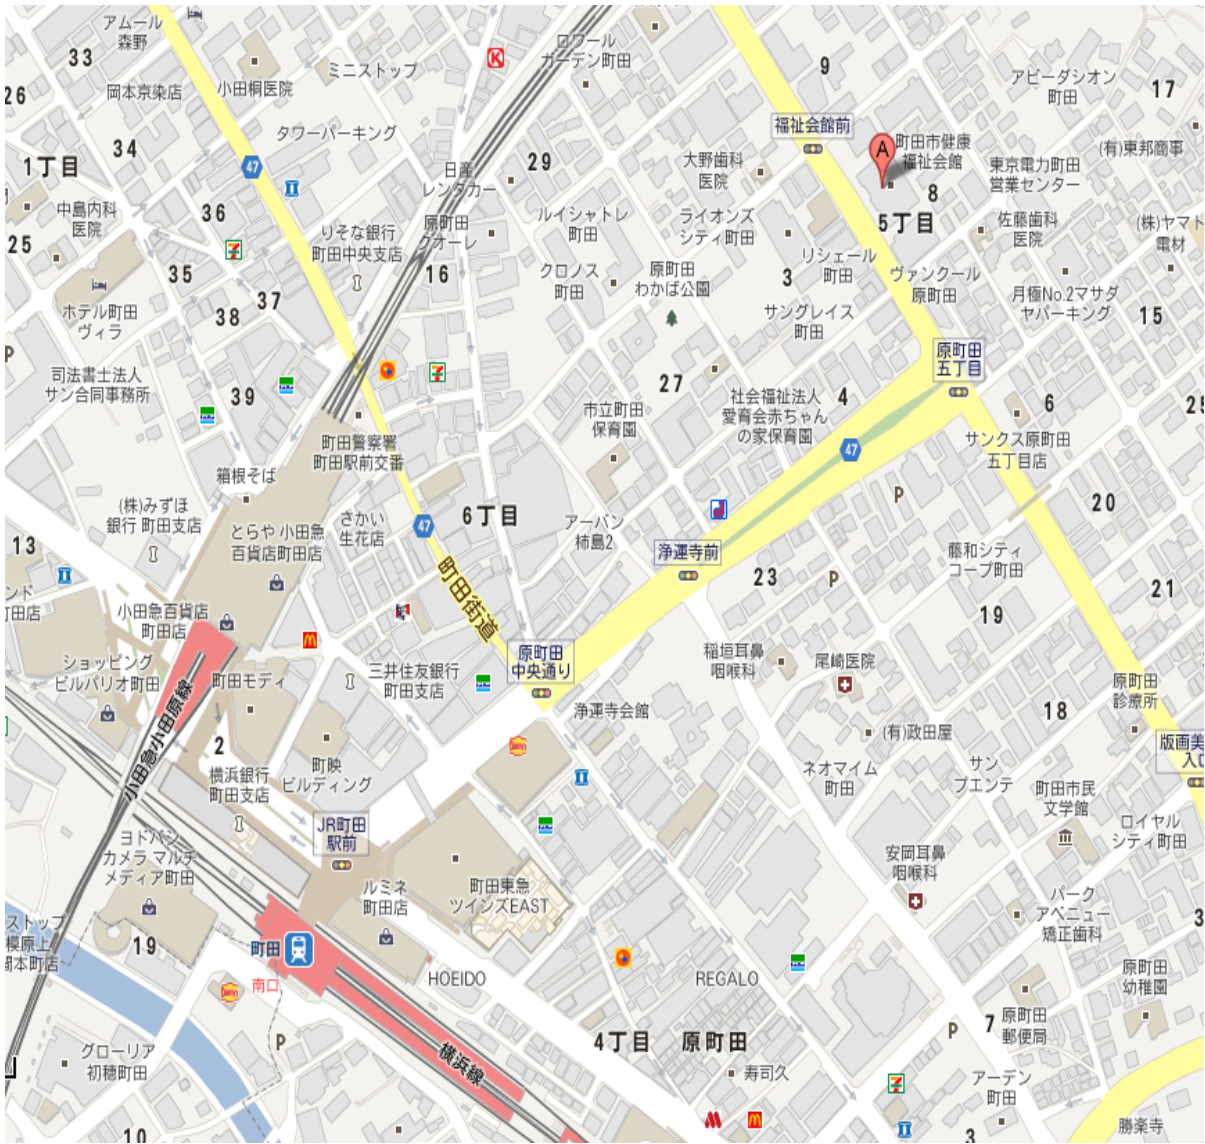 アムール
森野
33
26
岡本京染店
小田桐医院
ミニストップ
ロワール
ガーデン町田
9
アビーダシオン
町田
17
タワーパーキング
34
1丁目
47
福祉会館前
A
町田市健康
福祉会館
(有)東邦商事
大野歯科
医院
29
日産
レンタカー
東京電力町田
営業センター
8
5丁目
中島内科
医院
36
25
りそな銀行
町田中央支店
原町田
クオーレ
ルイシャトレ
町田
ライオンズ
シティ町田
佐藤歯科
医院
(株)ヤマト
電材
35
37
16
クロノス
町田
原町田
わかば公園
3
リシェール
町田
ヴァンクール
原町田
月極No.2マサダ
ヤパーキング
15
ホテル町田
ヴィラ
38
サングレイス
町田
P
原町田
五丁目
司法書士法人
サン合同事務所
39
27
市立町田
保育園
社会福祉法人
愛育会赤ちゃん
の家保育園
4
6
25
町田警察署
町田駅前交番
47
サンクス原町田
五丁目店
箱根そば
(株)みずほ
銀行 町田支店
とらや 小田急
百貨店町田店
さかい
生花店
6丁目
アーバン
柿島2
P
20
13
47
浄運寺前
23
P
藤和シティ
コープ町田
町田街道
21
19
小田急百貨店
町田店
原町田
中央通り
ショッピング
ビルパリオ町田
町田モディ
三井住友銀行
町田支店
稲垣耳鼻
咽喉科
尾崎医院
原町田
診療所
小田急小田原線
浄運寺会館
18
(有)政田屋
2
横浜銀行
町田支店
町映
ビルディング
ネオマイム
町田
サン
プエンテ
町田市民
文学館
JR町田
駅前
ロイヤル
シティ町田
ヨドバシ
カメラ マルチ
メディア町田
ルミネ
町田店
町田東急
ツインズEAST
安岡耳鼻
咽喉科
パーク
アベニュー
矯正歯科
19
町田
南口
HOEIDO
REGALO
原町田
幼稚園
P
4丁目
原町田
7
P
原町田
郵便局
グローリア
初穂町田
横浜線
寿司久
アーデン
町田
10
3
勝楽寺